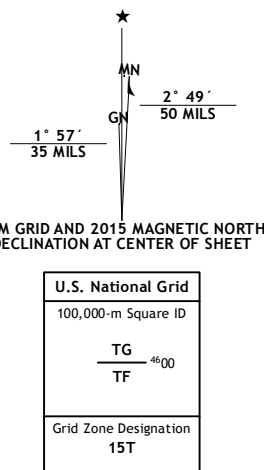 ★
MN
GN
2° 49´
50 MILS
1° 57´
35 MILS
M GRID AND 2015 MAGNETIC NORTH
DECLINATION AT CENTER OF SHEET
U.S. National Grid
100,000-m Square ID
TG
4600
TF
Grid Zone Designation
15T